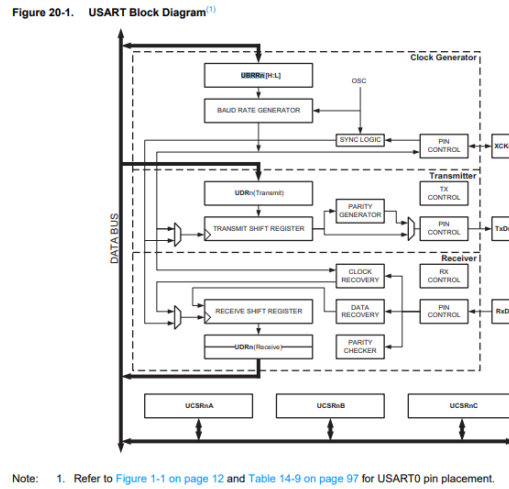 Figure 20-1. USART Block Diagram(1)
Clock Generator
UBRRn [H:L]
OSC
BAUD RATE GENERATOR
SYNC LOGIC
PIN
CONTROL
Transmitter
UDRn(Transmit)
TX
CONTROL
PARITY
GENERATOR
TRANSMIT SHIFT REGISTER
PIN
CONTROL
DATA BUS
Receiver
CLOCK
RECOVERY
RX
CONTROL
RECEIVE SHIFT REGISTER
DATA
RECOVERY
PIN
CONTROL
UDRn(Receive)
PARITY
CHECKER
UCSRnA
UCSRnB
UCSRnC
Note: 1. Refer to Figure 1-1 on page 12 and Table 14-9 on page 97 for USART0 pin placement.